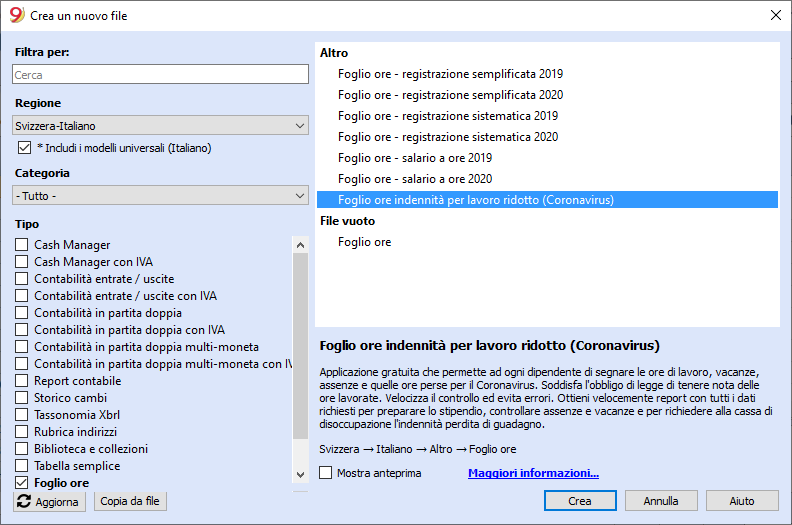 Crea un nuovo file
Filtra per:
Cerca
Regione
Svizzera-Italiano
* Includi i modelli universali (Italiano)
Categoria
- Tutto -
Tipo
Cash Manager
Cash Manager con IVA
Contabilità entrate / uscite
Contabilità entrate / uscite con IVA
Contabilità in partita doppia
Contabilità in partita doppia con IVA
Contabilità in partita doppia multi-moneta
Contabilità in partita doppia multi-moneta con IV
Report contabile
Storico cambi
Tassonomia Xbrl
Rubrica indirizzi
Biblioteca e collezioni
Tabella semplice
Foglio ore
Aggiorna
Copia da file
Altro
Foglio ore - registrazione semplificata 2019
Foglio ore - registrazione semplificata 2020
Foglio ore - registrazione sistematica 2019
Foglio ore - registrazione sistematica 2020
Foglio ore - salario a ore 2019
Foglio ore - salario a ore 2020
Foglio ore indennità per lavoro ridotto (Coronavirus)
File vuoto
Foglio ore
Foglio ore indennità per lavoro ridotto (Coronavirus)
Applicazione gratuita che permette ad ogni dipendente di segnare le ore di lavoro, vacanze,
assenze e quelle ore perse per il Coronavirus. Soddisfa l'obbligo di legge di tenere nota delle
ore lavorate. Velocizza il controllo ed evita errori. Ottieni velocemente report con tutti i dati
richiesti per preparare lo stipendio, controllare assenze e vacanze e per richiedere alla cassa di
disoccupazione l'indennità perdita di guadagno.
Svizzera → Italiano → Altro → Foglio ore
Mostra anteprima
Maggiori informazioni...
Crea
Annulla
Aiuto